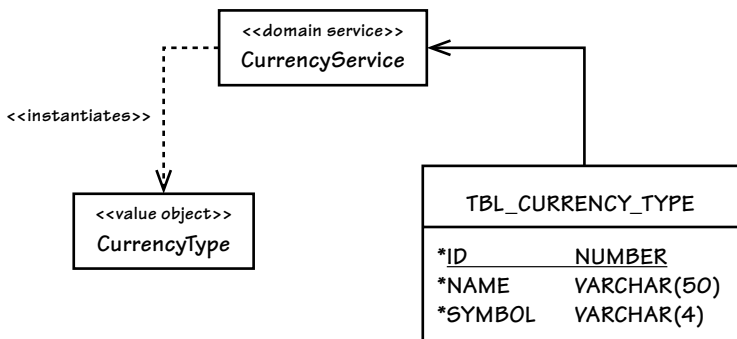 <<domain service>>
CurrencyService
<<instantiates>>
<<value object>>
CurrencyType
TBL_CURRENCY_TYPE
*ID NUMBER
*NAME VARCHAR(50)
*SYMBOL VARCHAR(4)